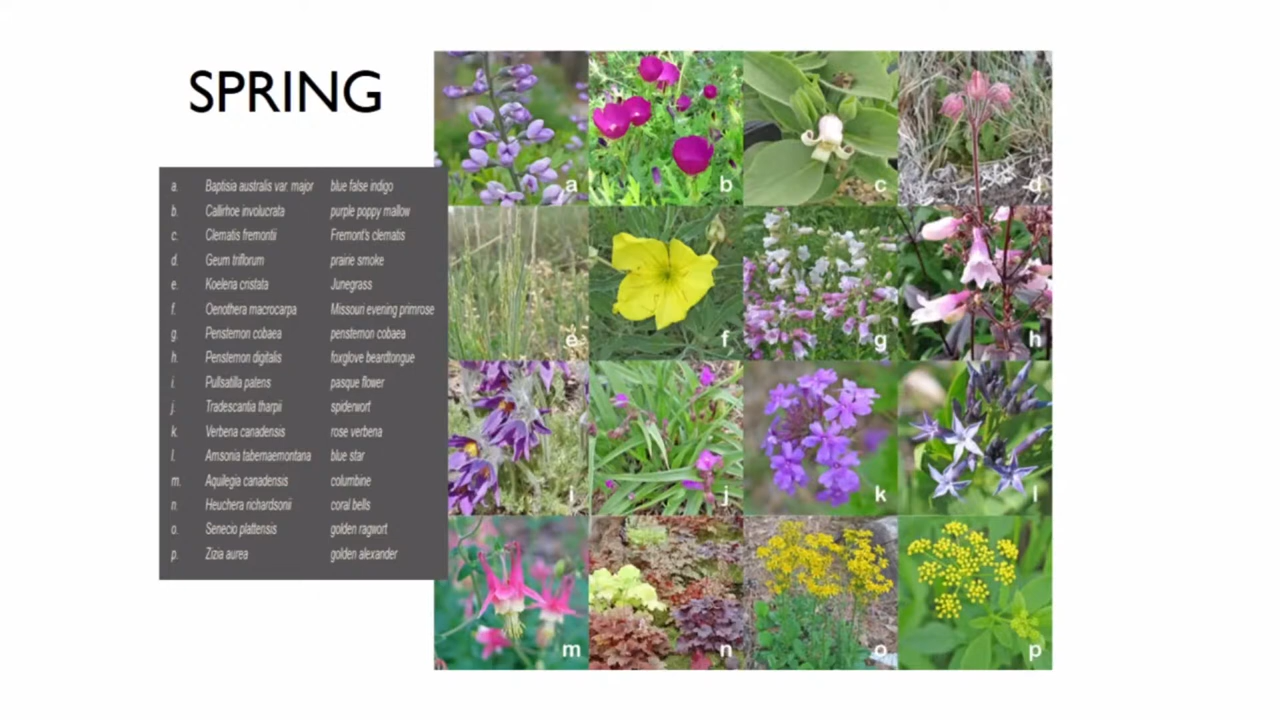 SPRING
a. Baptisia australis var. major blue false indigo
b. Callirhoe involucrata purple poppy mallow
c. Clematis fremontii Fremont's clematis
d. Geum triflorum prairie smoke
e. Koeleria cristata Junegrass
f. Oenothera macrocarpa Missouri evening primrose
g. Penstemon cobaea penstemon cobaea
h. Penstemon digitalis foxglove beardtongue
i. Pullsatilla patens pasque flower
j. Tradescantia tharpii spiderwort
k. Verbena canadensis rose verbena
l. Amsonia tabernaemontana blue star
m. Aquilegia canadensis columbine
n. Heuchera richardsonii coral bells
o. Senecio plattensis golden ragwort
p. Zizia aurea golden alexander
a b c d
e f g h
i j k l
m n o p